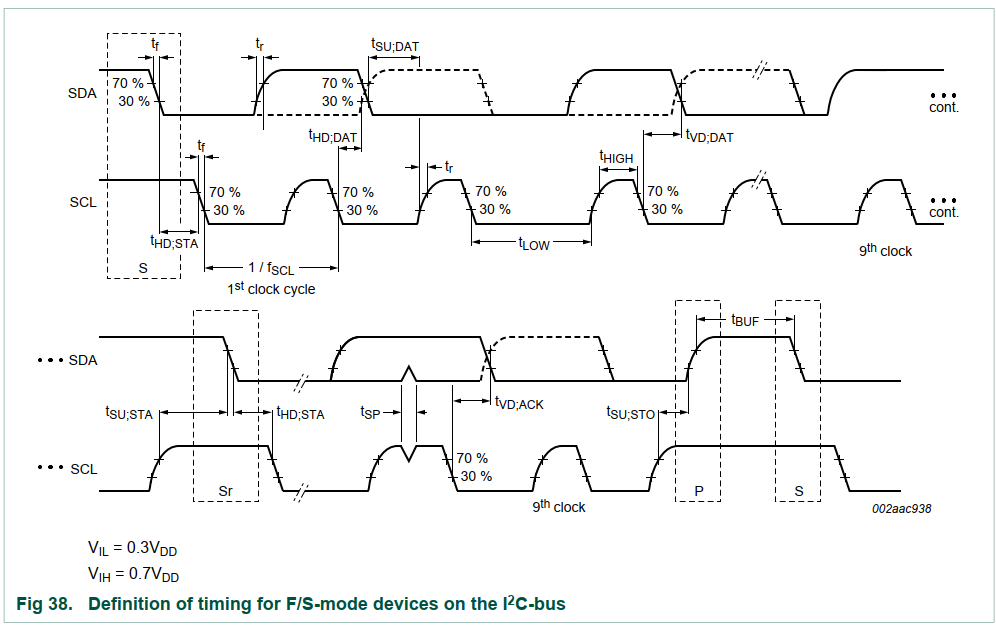 tf tr tSU;DAT
SDA 70 % 30 % 70 % 30 % cont.
tHD;DAT tVD;DAT
tf tr tHIGH
SCL 70 % 30 % 70 % 30 % 70 % 30 % 70 % 30 % cont.
tHD;STA tLOW 9th clock
S 1 / fSCL
1st clock cycle
tBUF
SDA
tSU;STA tHD;STA tSP tVD;ACK tSU;STO
SCL 70 % 30 %
Sr 9th clock P S
002aac938
VIL = 0.3VDD
VIH = 0.7VDD
Fig 38. Definition of timing for F/S-mode devices on the I2C-bus